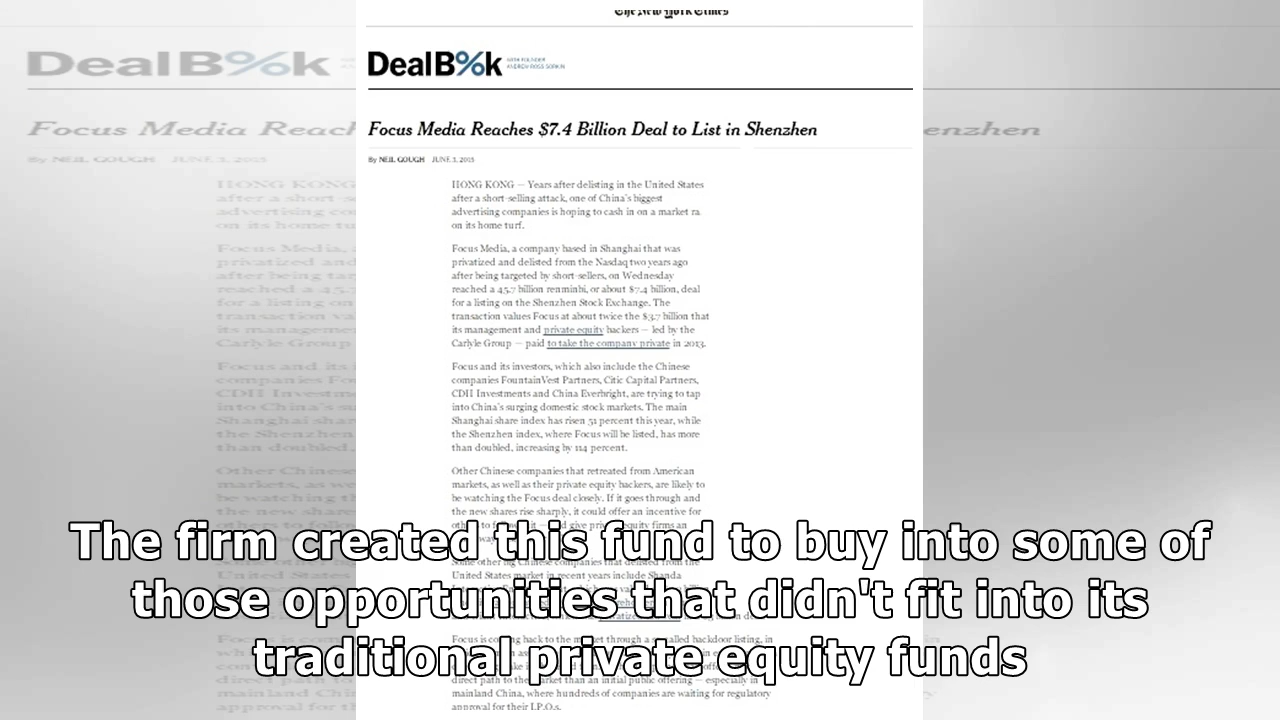 The New York Times
DealB%k WITH FOUNDER
ANDREW ROSS SORKIN
Focus Media Reaches $7.4 Billion Deal to List in Shenzhen
By NEIL GOUGH JUNE 3, 2015
HONG KONG — Years after delisting in the United States
after a short-selling attack, one of China's biggest
advertising companies is hoping to cash in on a market ra
on its home turf.
Focus Media, a company based in Shanghai that was
privatized and delisted from the Nasdaq two years ago
after being targeted by short-sellers, on Wednesday
reached a 45.7 billion renminbi, or about $7.4 billion, deal
for a listing on the Shenzhen Stock Exchange. The
transaction values Focus at about twice the $3.7 billion that
its management and private equity backers — led by the
Carlyle Group — paid to take the company private in 2013.
Focus and its investors, which also include the Chinese
companies FountainVest Partners, Citic Capital Partners,
CDH Investments and China Everbright, are trying to tap
into China's surging domestic stock markets. The main
Shanghai share index has risen 51 percent this year, while
the Shenzhen index, where Focus will be listed, has more
than doubled, increasing by 114 percent.
Other Chinese companies that retreated from American
markets, as well as their private equity backers, are likely to
be watching the Focus deal closely. If it goes through and
the new shares rise sharply, it could offer an incentive for
The firm created this fund to buy into some of
those opportunities that didn't fit into its
traditional private equity funds
United States market in recent years include Shanda
Focus is coming back to the market through a so-called backdoor listing, in
direct path to the market than an initial public offering — especially in
mainland China, where hundreds of companies are waiting for regulatory
approval for their I.P.O.s.